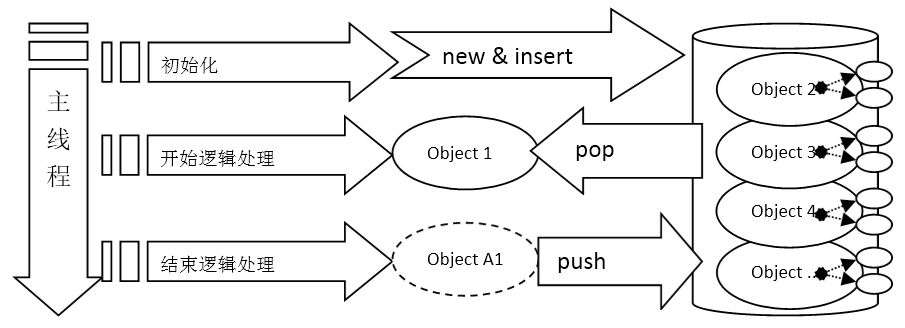 主线程
初始化
new & insert
Object 2
开始逻辑处理
Object 1
pop
Object 3
Object 4
结束逻辑处理
Object A1
push
Object ...